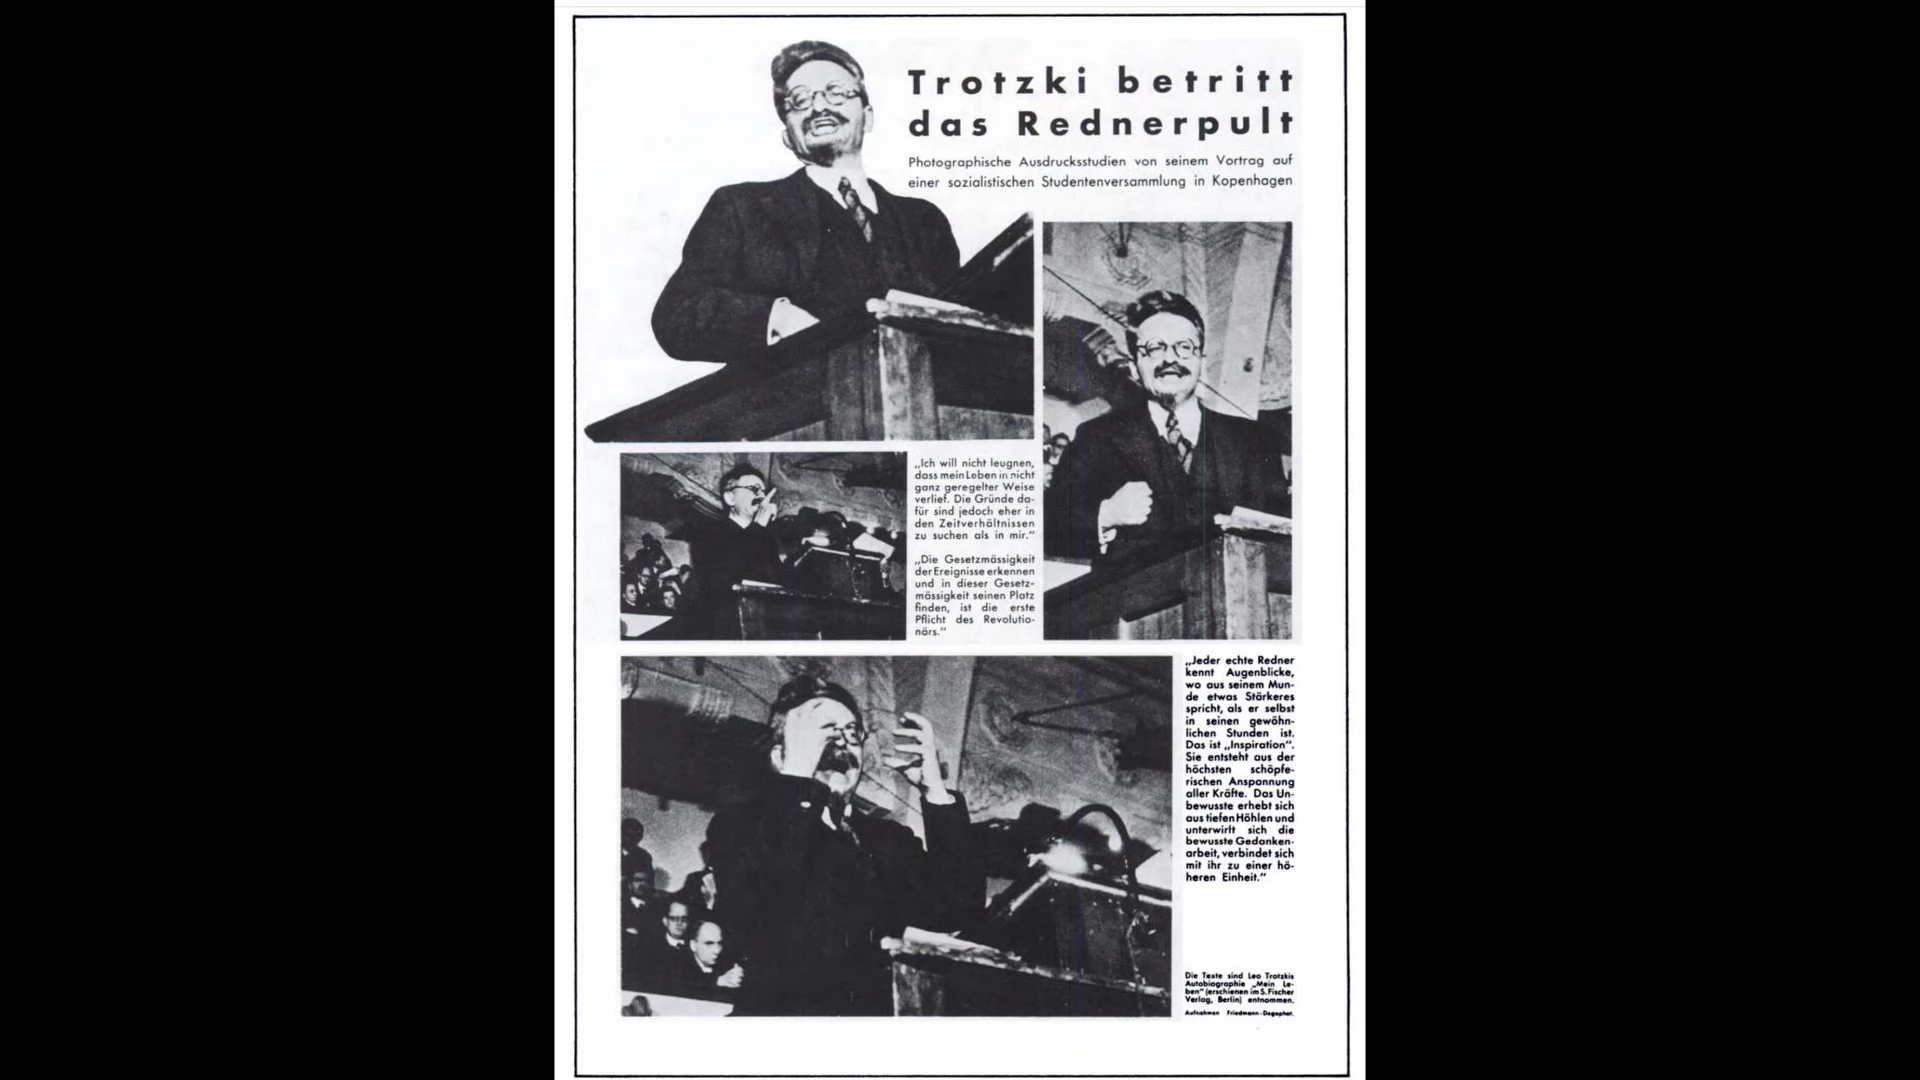 Trotzki betritt
das Rednerpult
Photographische Ausdrucksstudien von seinem Vortrag auf
einer sozialistischen Studentenversammlung in Kopenhagen
„Ich will nicht leugnen,
dass mein Leben in nicht
ganz geregelter Weise
verlief. Die Gründe da-
für sind jedoch eher in
den Zeitverhältnissen
zu suchen als in mir.“
„Die Gesetzmässigkeit
der Ereignisse erkennen
und in dieser Gesetz-
mässigkeit seinen Platz
finden, ist die erste
Pflicht des Revolutio-
närs.“
„Jeder echte Redner
kennt Augenblicke,
wo aus seinem Mun-
de etwas Stärkeres
spricht, als er selbst
in seinen gewöhn-
lichen Stunden ist.
Das ist „Inspiration“.
Sie entsteht aus der
höchsten schöpfe-
rischen Anspannung
aller Kräfte. Das Un-
bewusste erhebt sich
aus tiefen Höhlen und
unterwirft sich die
bewusste Gedanken-
arbeit, verbindet sich
mit ihr zu einer hö-
heren Einheit.“
Die Texte sind Leo Trotzkis
Autobiographie „Mein Le-
ben“ (erschienen im S. Fischer
Verlag, Berlin) entnommen.
Aufnahmen Friedmann-Degephot.